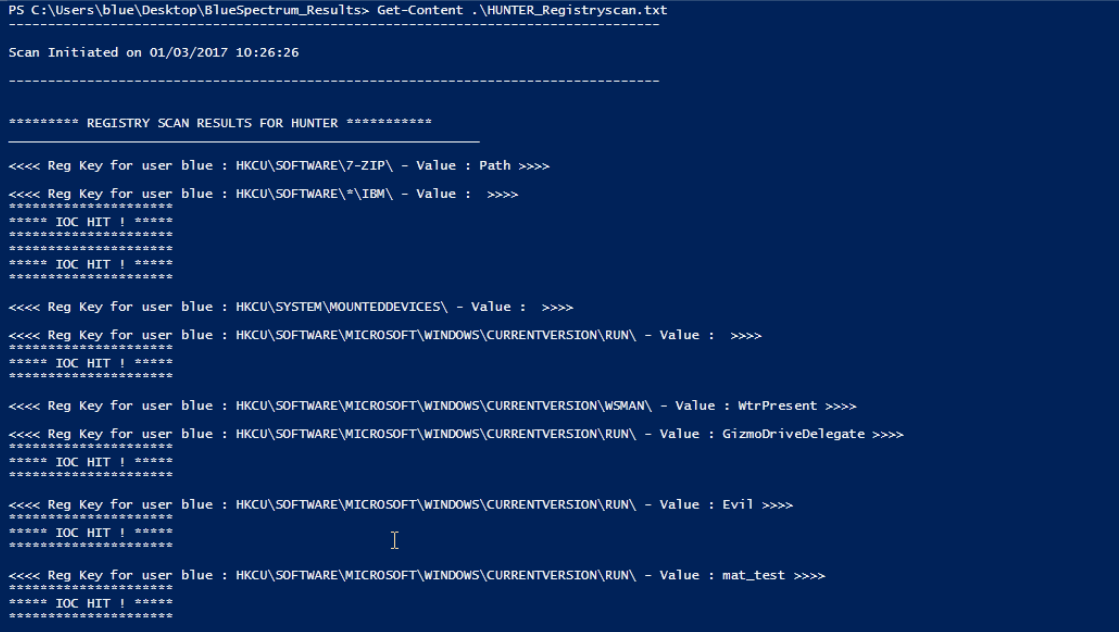 PS C:\Users\blue\Desktop\BlueSpectrum_Results> Get-Content .\HUNTER_Registryscan.txt
-----------------------------------------------------------------------------------
Scan Initiated on 01/03/2017 10:26:26
-----------------------------------------------------------------------------------
********* REGISTRY SCAN RESULTS FOR HUNTER ***********
____________________________________________________________
<<<< Reg Key for user blue : HKCU\SOFTWARE\7-ZIP\ - Value : Path >>>>
<<<< Reg Key for user blue : HKCU\SOFTWARE\*\IBM\ - Value :  >>>>
*********************
***** IOC HIT ! *****
*********************
*********************
***** IOC HIT ! *****
*********************
<<<< Reg Key for user blue : HKCU\SYSTEM\MOUNTEDDEVICES\ - Value :  >>>>
<<<< Reg Key for user blue : HKCU\SOFTWARE\MICROSOFT\WINDOWS\CURRENTVERSION\RUN\ - Value :  >>>>
*********************
***** IOC HIT ! *****
*********************
<<<< Reg Key for user blue : HKCU\SOFTWARE\MICROSOFT\WINDOWS\CURRENTVERSION\WSMAN\ - Value : WtrPresent >>>>
<<<< Reg Key for user blue : HKCU\SOFTWARE\MICROSOFT\WINDOWS\CURRENTVERSION\RUN\ - Value : GizmoDriveDelegate >>>>
*********************
***** IOC HIT ! *****
*********************
<<<< Reg Key for user blue : HKCU\SOFTWARE\MICROSOFT\WINDOWS\CURRENTVERSION\RUN\ - Value : Evil >>>>
*********************
***** IOC HIT ! *****
*********************
<<<< Reg Key for user blue : HKCU\SOFTWARE\MICROSOFT\WINDOWS\CURRENTVERSION\RUN\ - Value : mat_test >>>>
*********************
***** IOC HIT ! *****
*********************